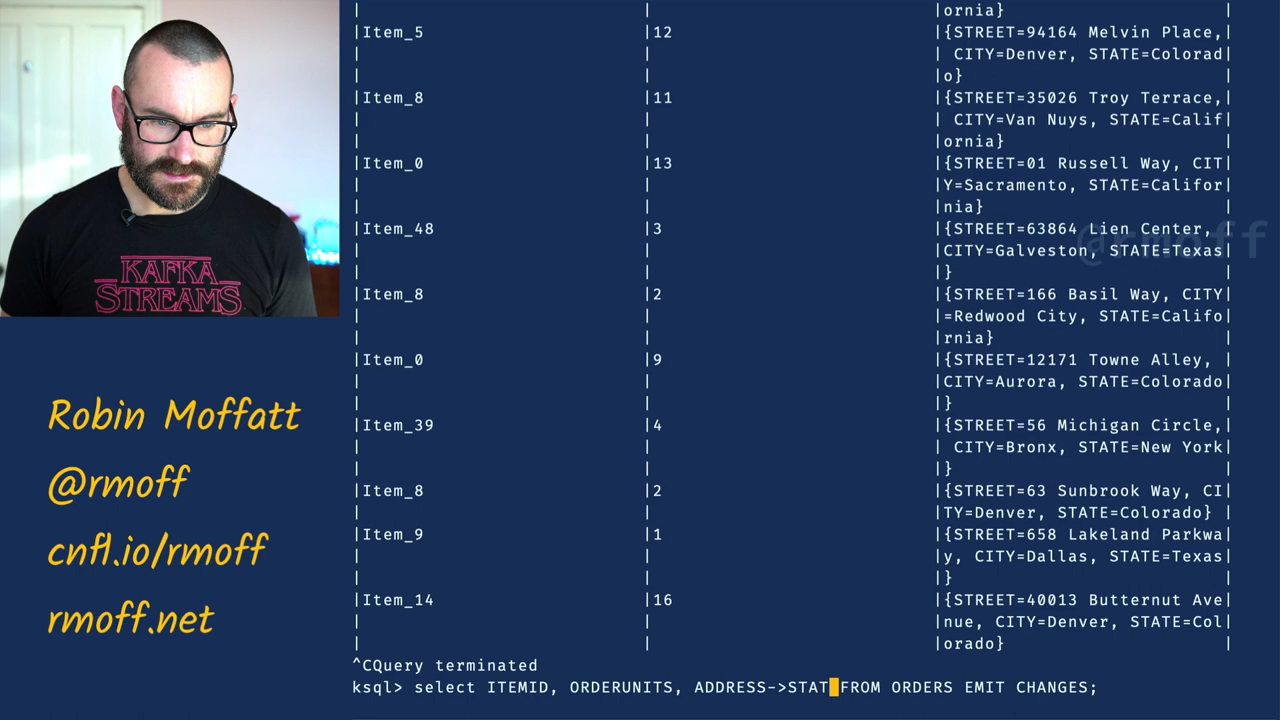 KAFKA
STREAMS
Robin Moffatt
@rmoff
cnfl.io/rmoff
rmoff.net
| | |ornia} |
|Item_5 |12 |{STREET=94164 Melvin Place,|
| | | CITY=Denver, STATE=Colorad|
| | |o} |
|Item_8 |11 |{STREET=35026 Troy Terrace,|
| | | CITY=Van Nuys, STATE=Calif|
| | |ornia} |
|Item_0 |13 |{STREET=01 Russell Way, CIT|
| | |Y=Sacramento, STATE=Califor|
| | |nia} |
|Item_48 |3 |{STREET=63864 Lien Center, |
| | |CITY=Galveston, STATE=Texas|
| | |} |
|Item_8 |2 |{STREET=166 Basil Way, CITY|
| | |=Redwood City, STATE=Califo|
| | |rnia} |
|Item_0 |9 |{STREET=12171 Towne Alley, |
| | |CITY=Aurora, STATE=Colorado|
| | |} |
|Item_39 |4 |{STREET=56 Michigan Circle,|
| | | CITY=Bronx, STATE=New York|
| | |} |
|Item_8 |2 |{STREET=63 Sunbrook Way, CI|
| | |TY=Denver, STATE=Colorado} |
|Item_9 |1 |{STREET=658 Lakeland Parkwa|
| | |y, CITY=Dallas, STATE=Texas|
| | |} |
|Item_14 |16 |{STREET=40013 Butternut Ave|
| | |nue, CITY=Denver, STATE=Col|
| | |orado} |
^CQuery terminated
ksql> select ITEMID, ORDERUNITS, ADDRESS->STAT FROM ORDERS EMIT CHANGES;
@rmoff